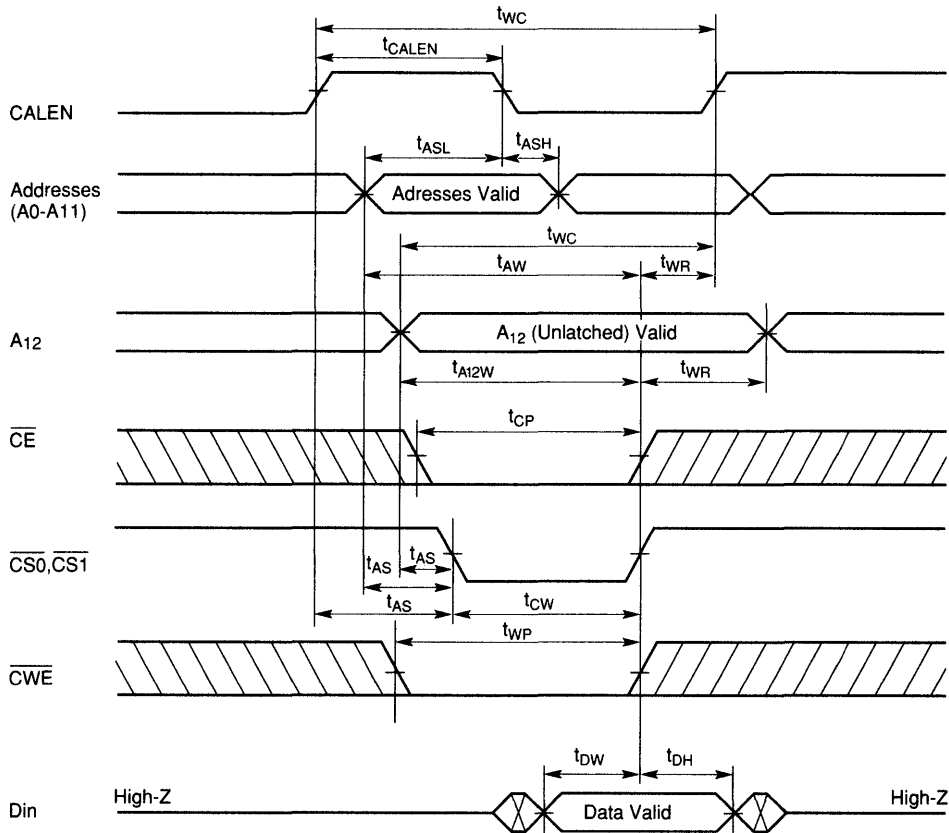 tWC
tCALEN
CALEN
tASL
tASH
Addresses
(A0-A11)
Adresses Valid
tWC
tAW
tWR
A12
A12 (Unlatched) Valid
tA12W
tWR
CE
tCP
CS0,CS1
tAS
tAS
tAS
tCW
tWP
CWE
tDW
tDH
Din
High-Z
Data Valid
High-Z